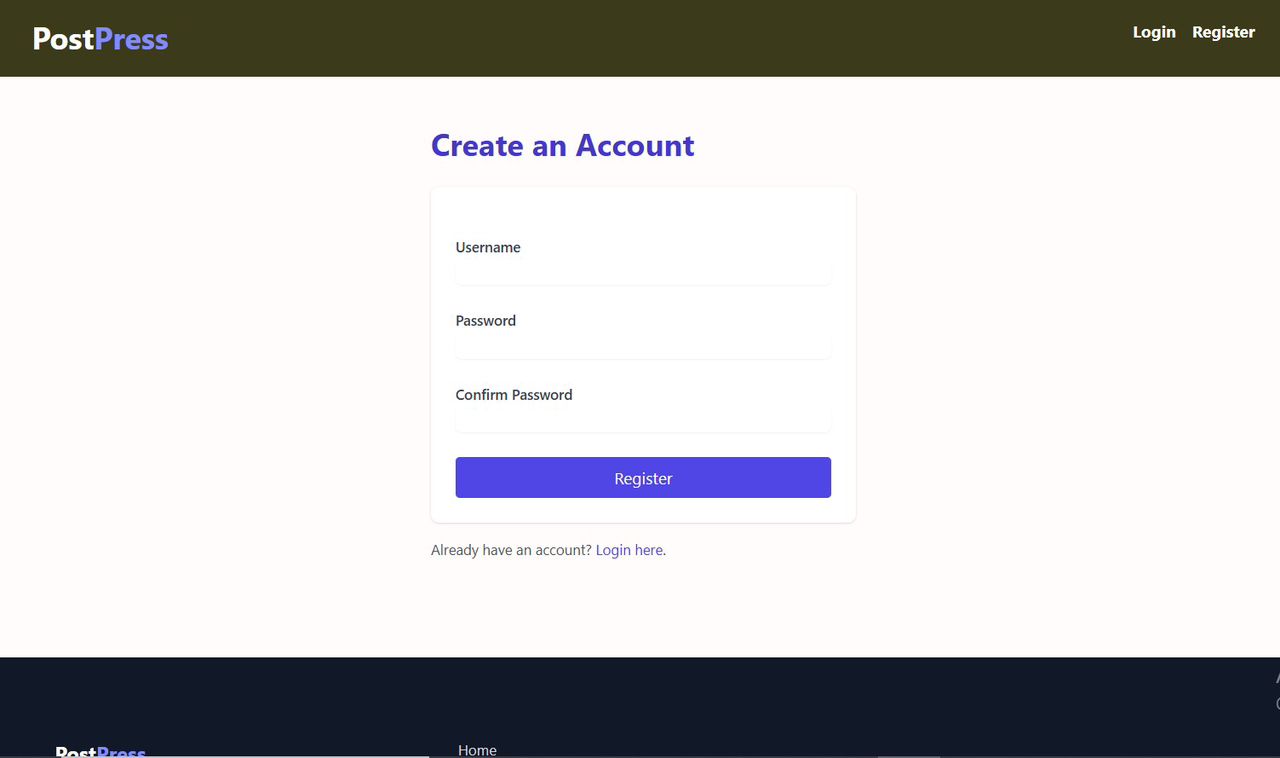 PostPress
Login Register
Create an Account
Username
Password
Confirm Password
Register
Already have an account? Login here.
PostPress
Home